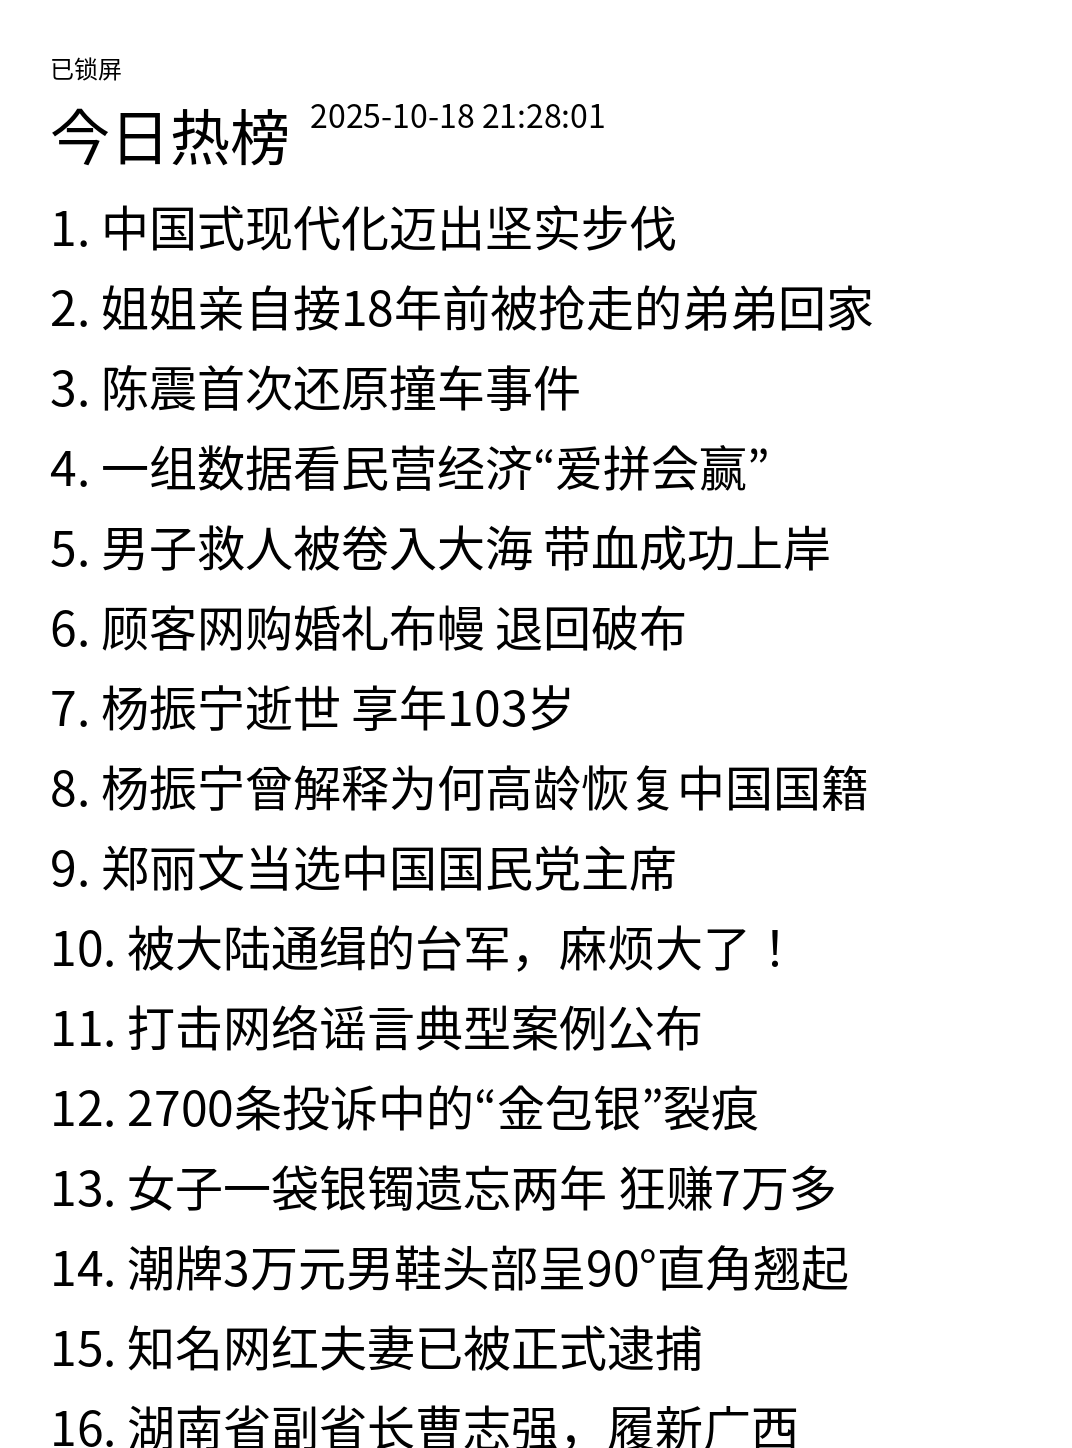 已锁屏
今日热榜 2025-10-18 21:28:01
1. 中国式现代化迈出坚实步伐
2. 姐姐亲自接18年前被抢走的弟弟回家
3. 陈震首次还原撞车事件
4. 一组数据看民营经济“爱拼会赢”
5. 男子救人被卷入大海 带血成功上岸
6. 顾客网购婚礼布幔 退回破布
7. 杨振宁逝世 享年103岁
8. 杨振宁曾解释为何高龄恢复中国国籍
9. 郑丽文当选中国国民党主席
10. 被大陆通缉的台军，麻烦大了！
11. 打击网络谣言典型案例公布
12. 2700条投诉中的“金包银”裂痕
13. 女子一袋银镯遗忘两年 狂赚7万多
14. 潮牌3万元男鞋头部呈90°直角翘起
15. 知名网红夫妻已被正式逮捕
16. 湖南省副省长曹志强，履新广西